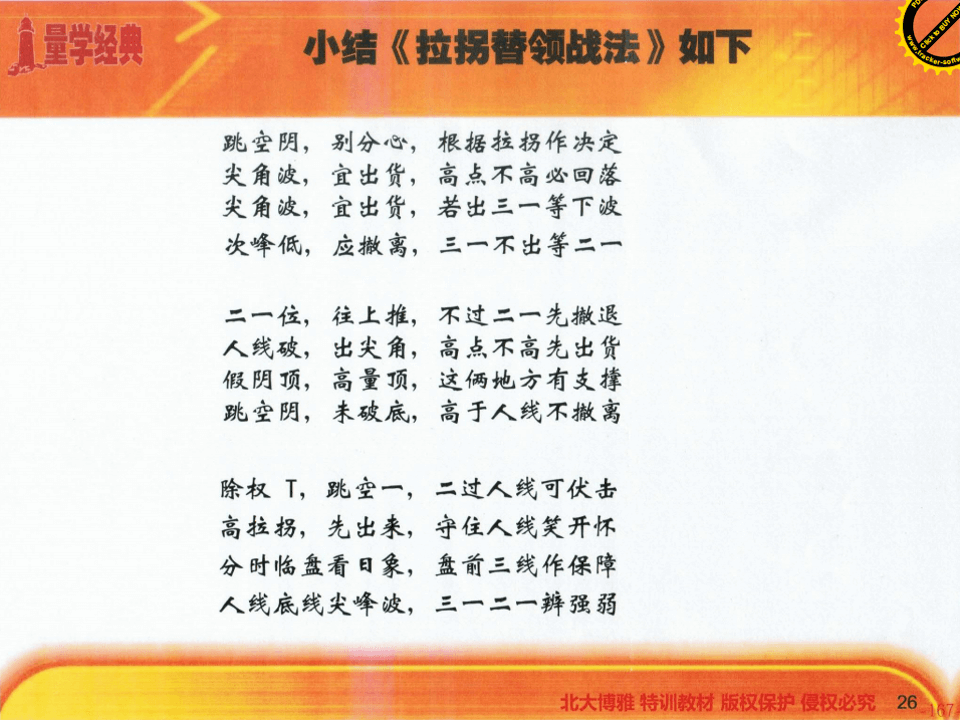 量学经典
小结《拉拐替领战法》如下
Click to BUY NOW
www.tracker-softw
跳空阴，别分心，根据拉拐作决定
尖角波，宜出货，高点不高必回落
尖角波，宜出货，若出三一等下波
次峰低，应撤离，三一不出等二一
二一位，往上推，不过二一先撤退
人线破，出尖角，高点不高先出货
假阴顶，高量顶，这俩地方有支撑
跳空阴，未破底，高于人线不撤离
除权 T，跳空一，二过人线可伏击
高拉拐，先出来，守住人线笑开怀
分时临盘看日象，盘前三线作保障
人线底线尖峰波，三一二一辨强弱
北大博雅 特训教材 版权保护 侵权必究 26
-167-